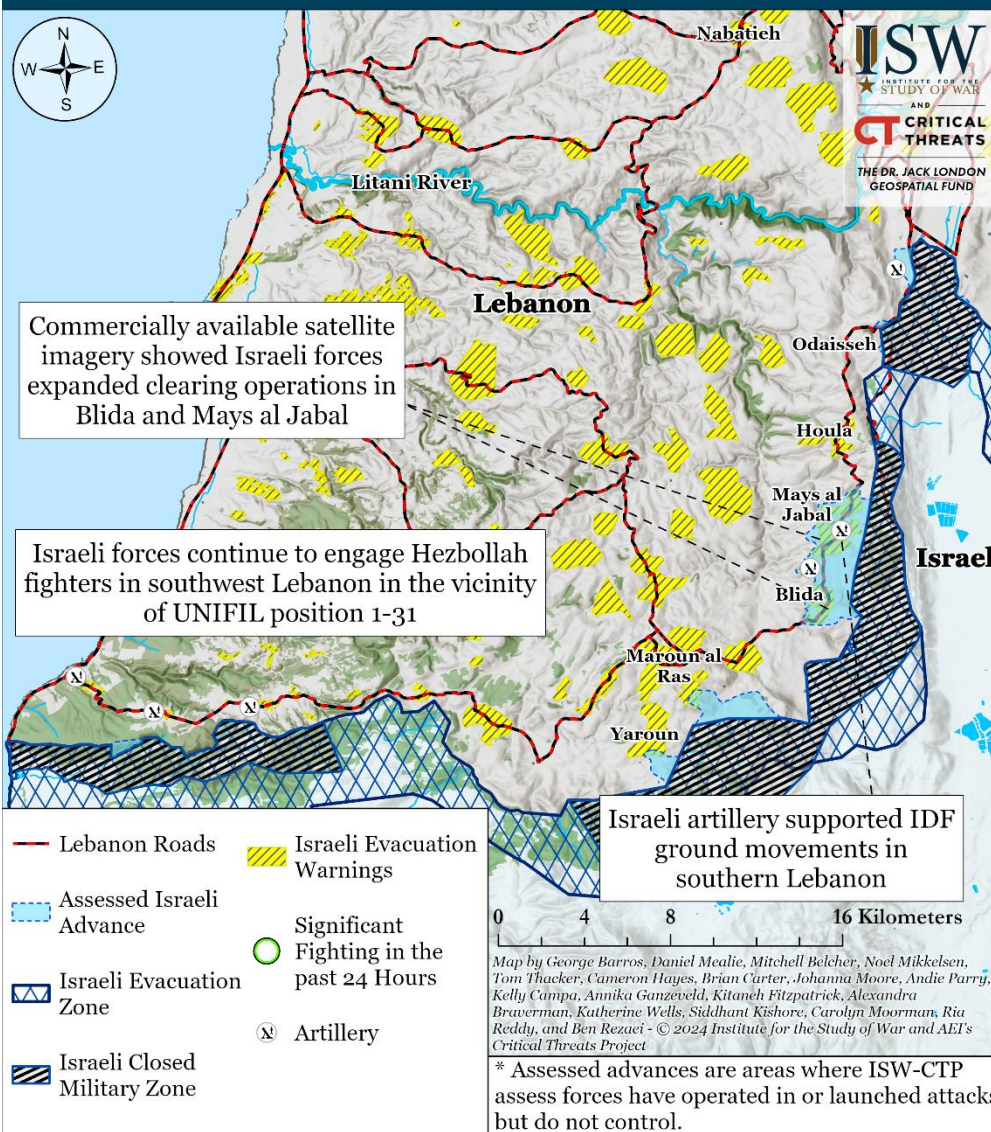 N
W
E
S
Nabatieh
ISW
INSTITUTE FOR THE
STUDY OF WAR
AND
CT CRITICAL
THREATS
THE DR. JACK LONDON
GEOSPATIAL FUND
Litani River
Lebanon
Commercially available satellite
imagery showed Israeli forces
expanded clearing operations in
Blida and Mays al Jabal
Odaisseh
Houla
Mays al
Jabal
Israel
Israeli forces continue to engage Hezbollah
fighters in southwest Lebanon in the vicinity
of UNIFIL position 1-31
Blida
Maroun al
Ras
Yaroun
Israeli artillery supported IDF
ground movements in
southern Lebanon
Lebanon Roads
Assessed Israeli
Advance
Israeli Evacuation
Zone
Israeli Closed
Military Zone
Israeli Evacuation
Warnings
Significant
Fighting in the
past 24 Hours
Artillery
0 4 8 16 Kilometers
Map by George Barros, Daniel Mealie, Mitchell Belcher, Noel Mikkelsen,
Tom Thacker, Cameron Hayes, Brian Carter, Johanna Moore, Andie Parry,
Kelly Campa, Annika Ganzeveld, Kitaneh Fitzpatrick, Alexandra
Braverman, Katherine Wells, Siddhant Kishore, Carolyn Moorman, Ria
Reddy, and Ben Rezaei - © 2024 Institute for the Study of War and AEI's
Critical Threats Project
* Assessed advances are areas where ISW-CTP
assess forces have operated in or launched attacks
but do not control.